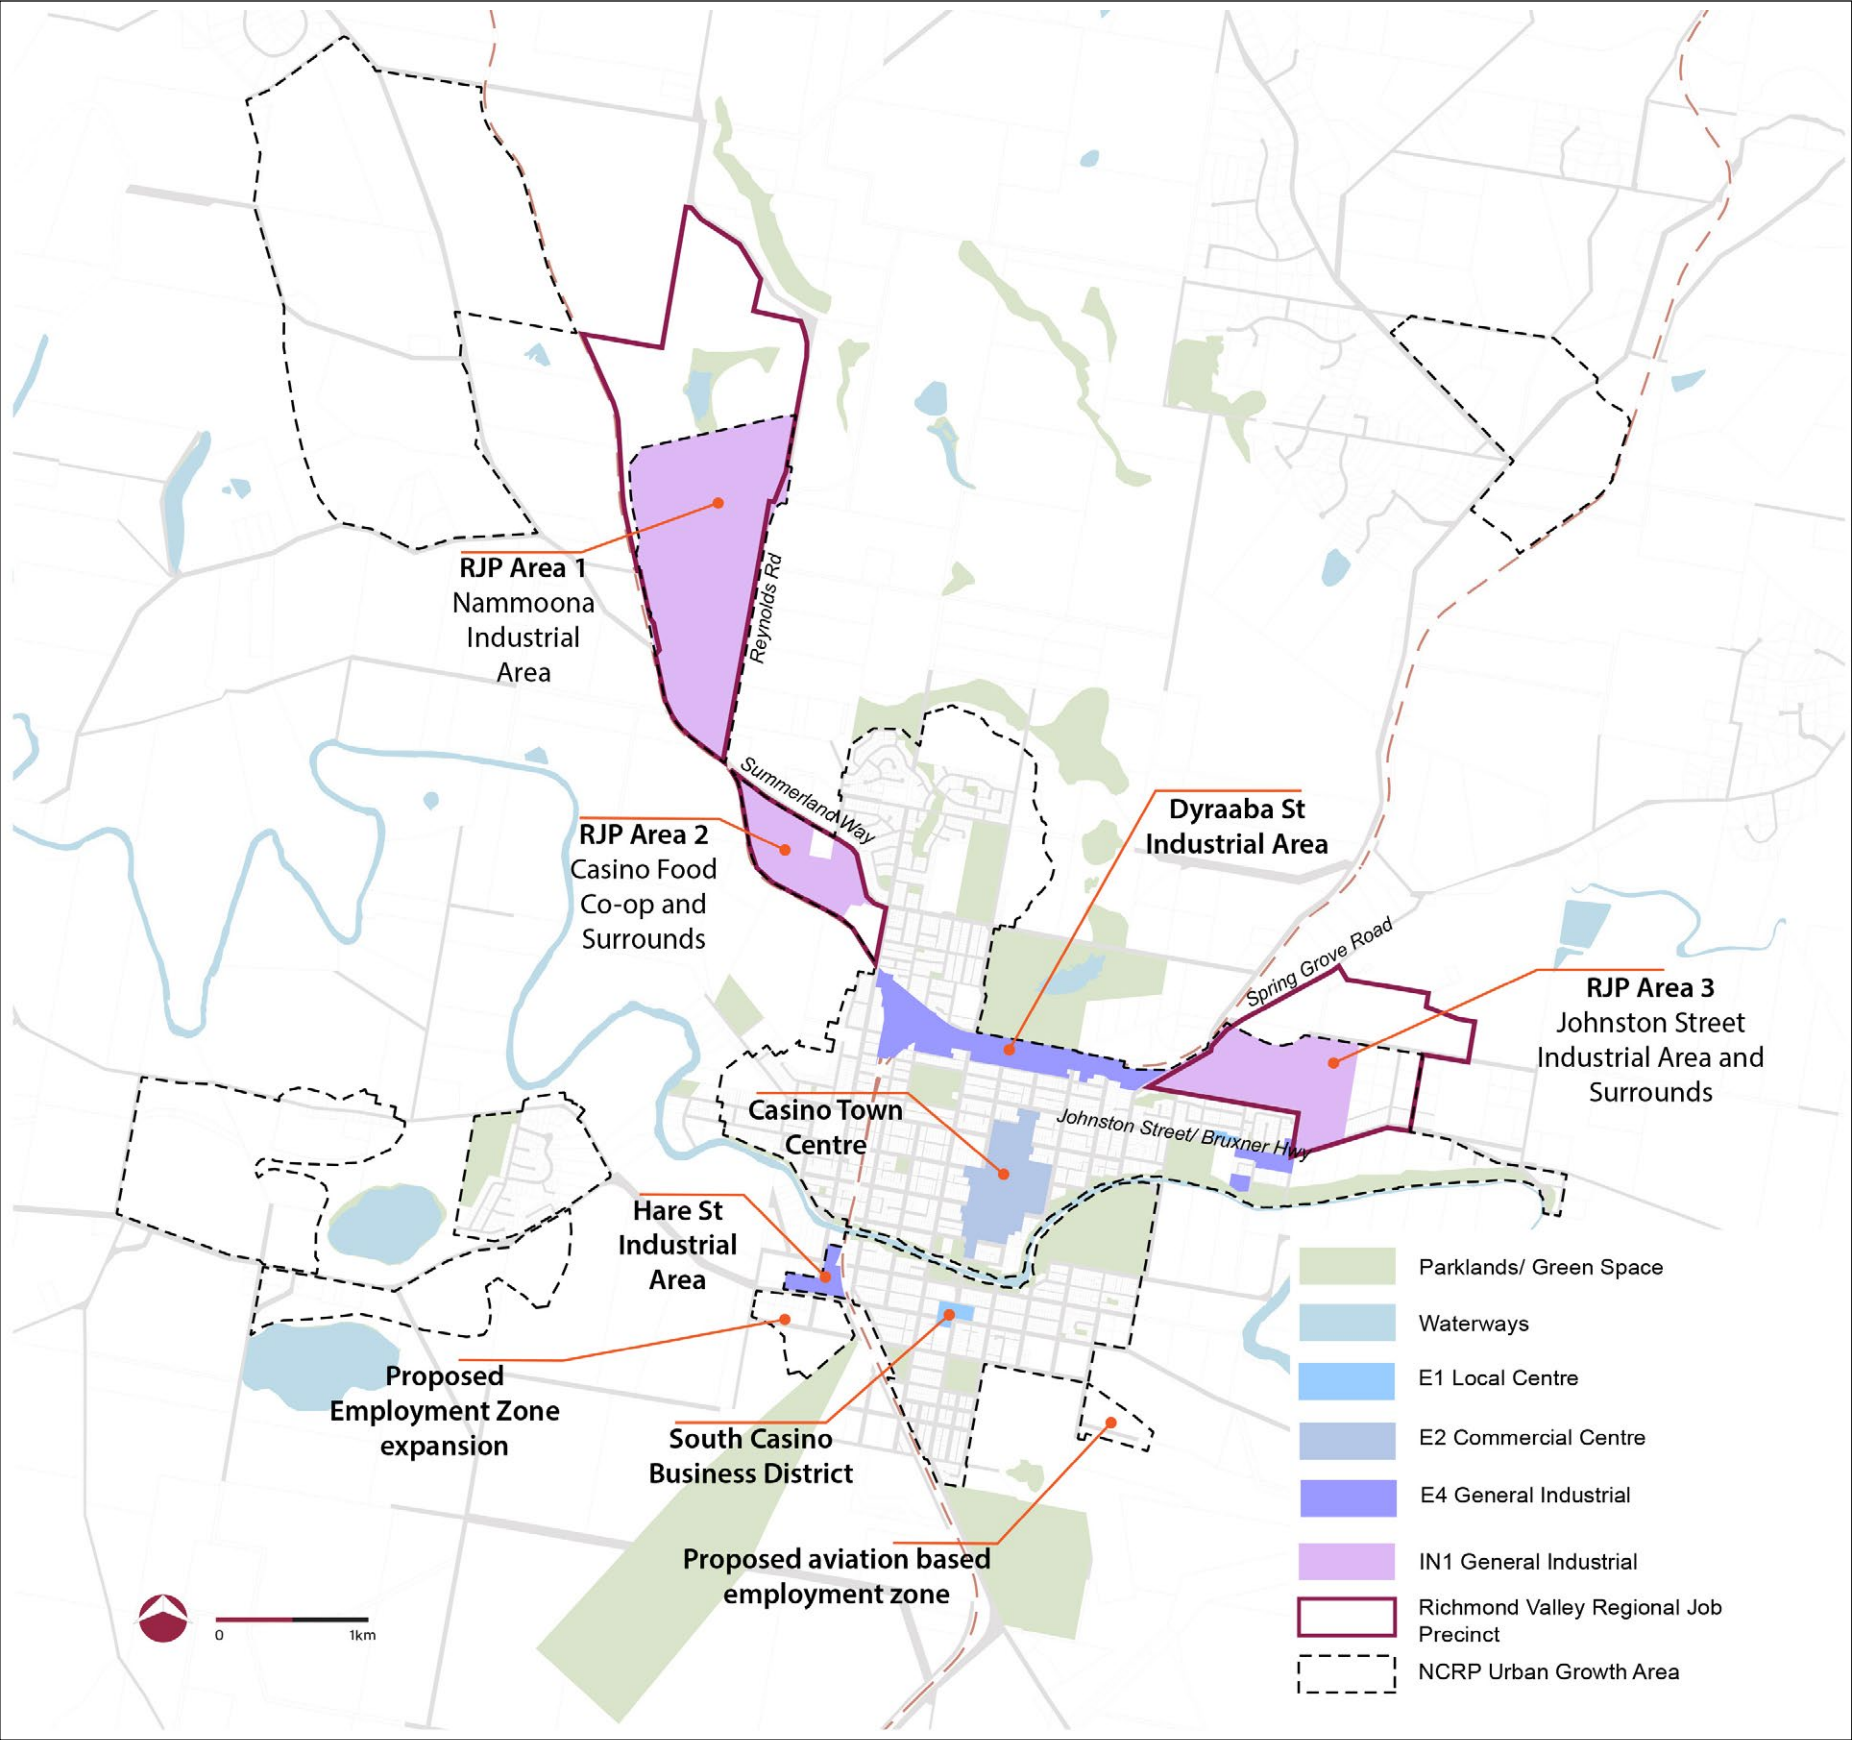 RJP Area 1
Nammoona
Industrial
Area
Reynolds Rd
Summerland Way
RJP Area 2
Casino Food
Co-op and
Surrounds
Dyraaba St
Industrial Area
Spring Grove Road
RJP Area 3
Johnston Street
Industrial Area and
Surrounds
Casino Town
Centre
Johnston Street/ Bruxner Hwy
Hare St
Industrial
Area
Proposed
Employment Zone
expansion
South Casino
Business District
Proposed aviation based
employment zone
Parklands/ Green Space
Waterways
E1 Local Centre
E2 Commercial Centre
E4 General Industrial
IN1 General Industrial
Richmond Valley Regional Job
Precinct
NCRP Urban Growth Area
0 1km